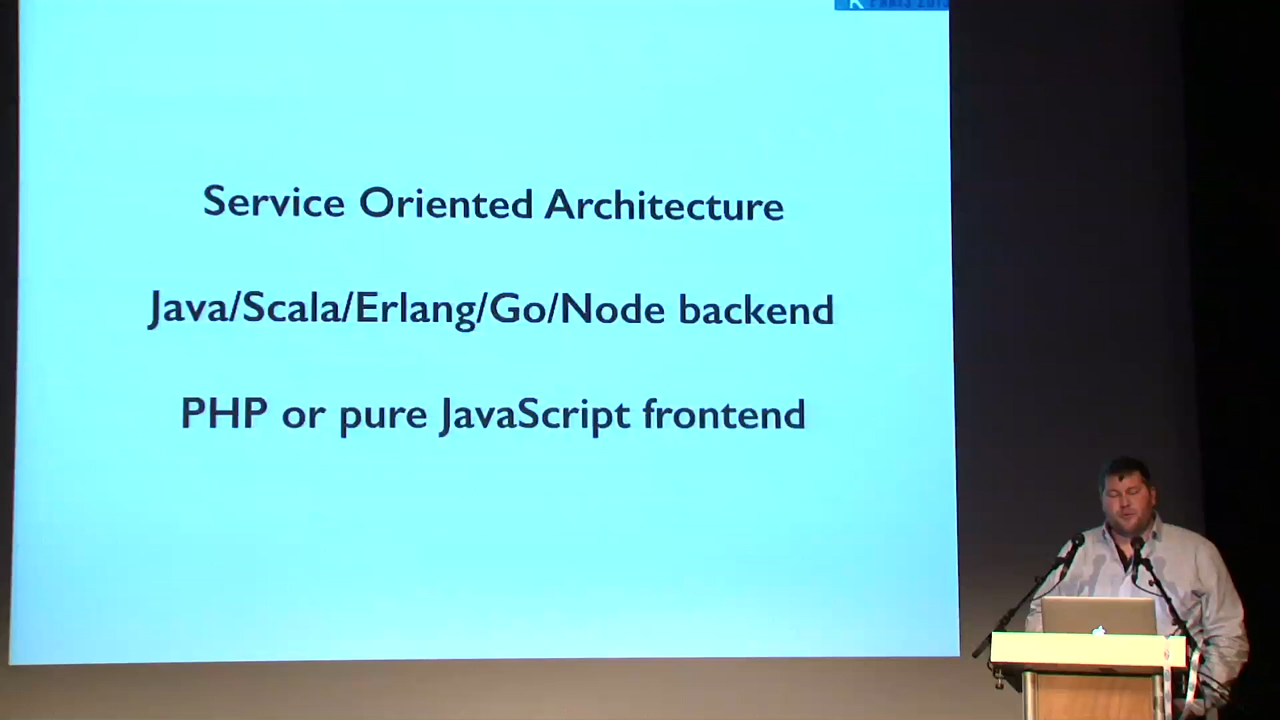 Service Oriented Architecture
Java/Scala/Erlang/Go/Node backend
PHP or pure JavaScript frontend